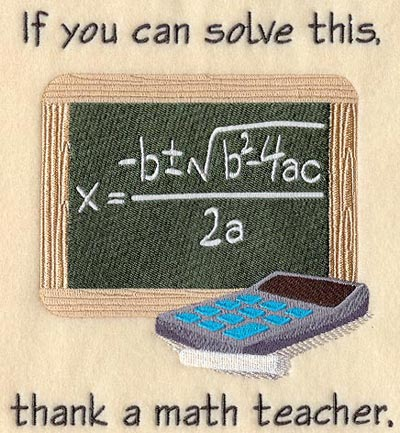 If you can solve this,
x = -b±√b²-4ac
2a
thank a math teacher.